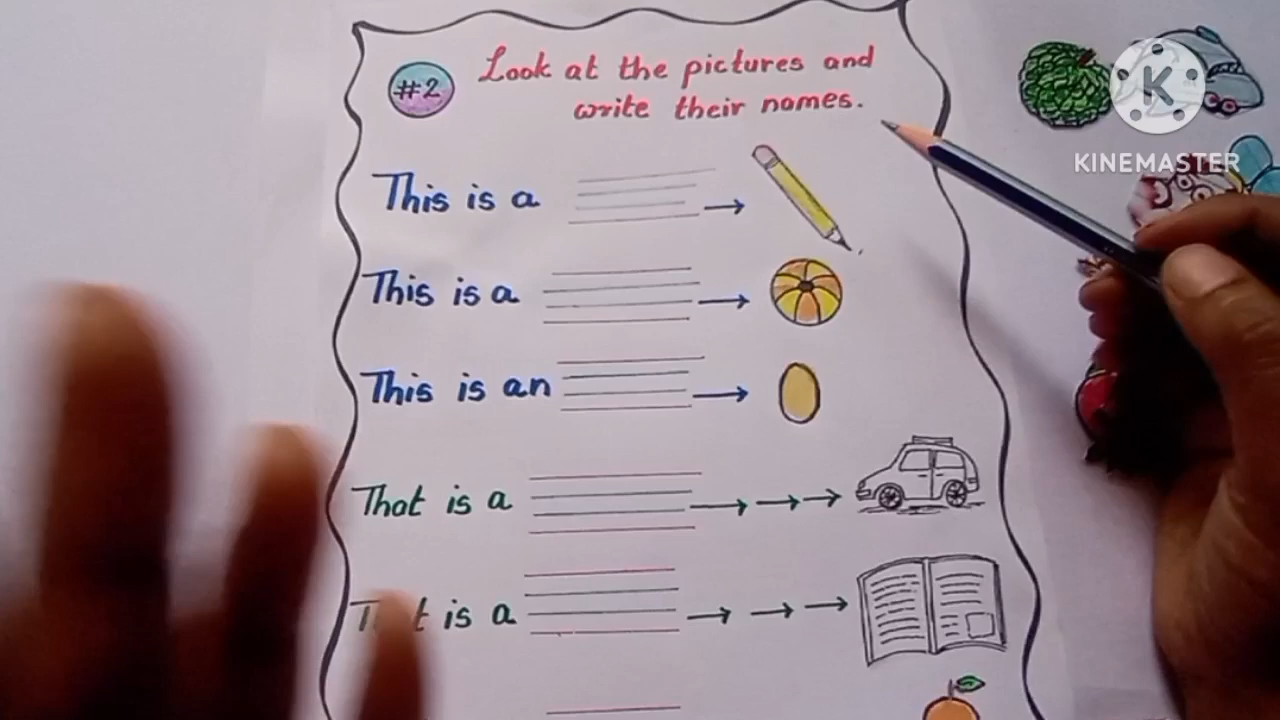 #2 Look at the pictures and
write their names.
K
KINEMASTER
This is a
This is a
This is an
That is a
is a